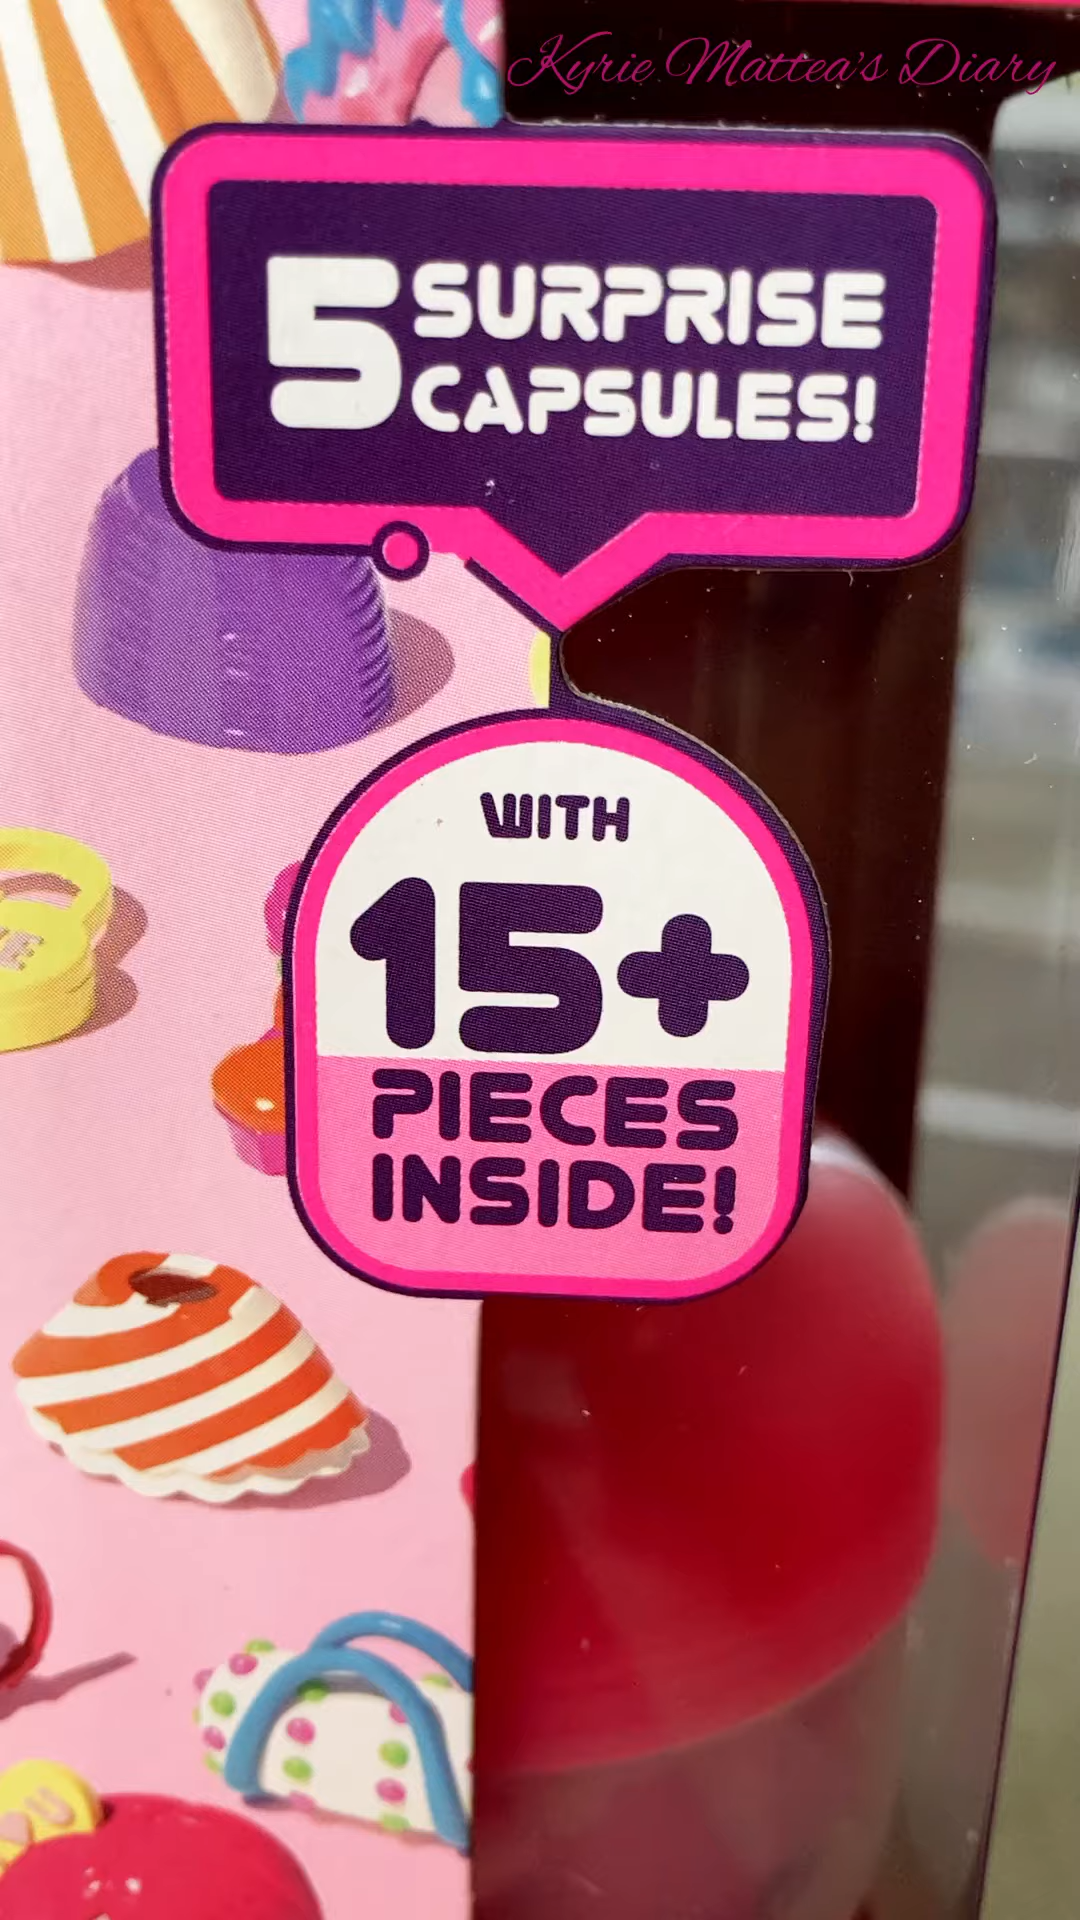 Kyrie Mattea's Diary
5 SURPRISE
CAPSULES!
WITH
15+
PIECES
INSIDE!